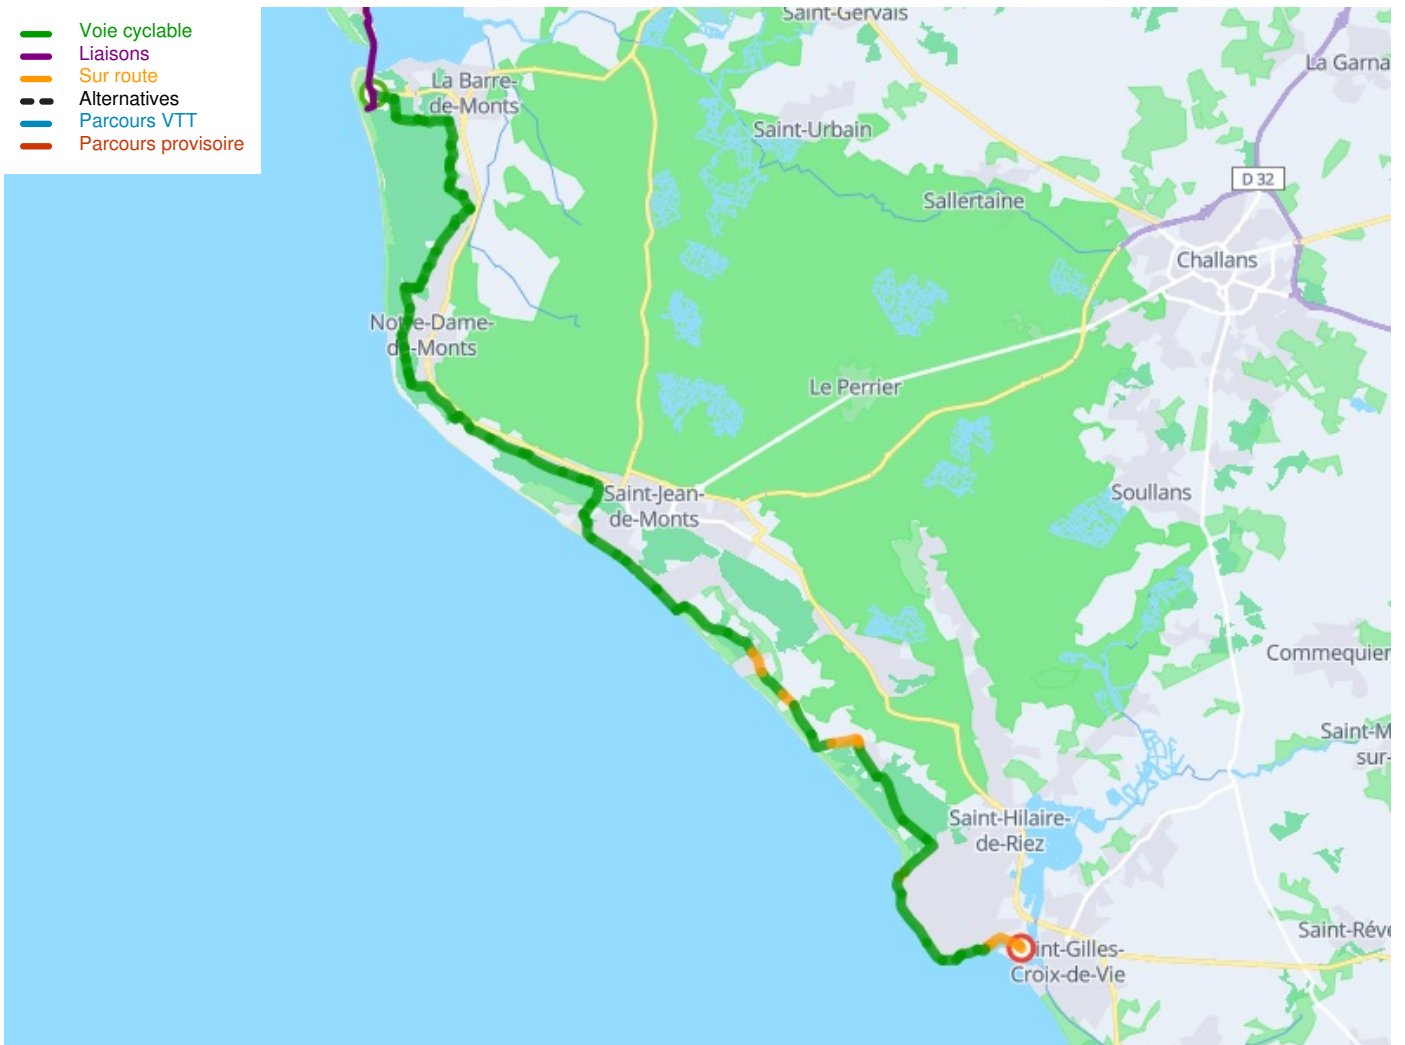 Voie cyclable
Liaisons
Sur route
Alternatives
Parcours VTT
Parcours provisoire
Saint-Gervais
La Garna
La Barre-
de-Monts
Saint-Urbain
D 32
Sallertaine
Challans
Notre-Dame-
de-Monts
Le Perrier
Soullans
Saint-Jean-
de-Monts
Commequier
Saint-M
sur-
Saint-Hilaire-
de-Riez
Saint-Réve
int-Gilles-
Croix-de-Vie